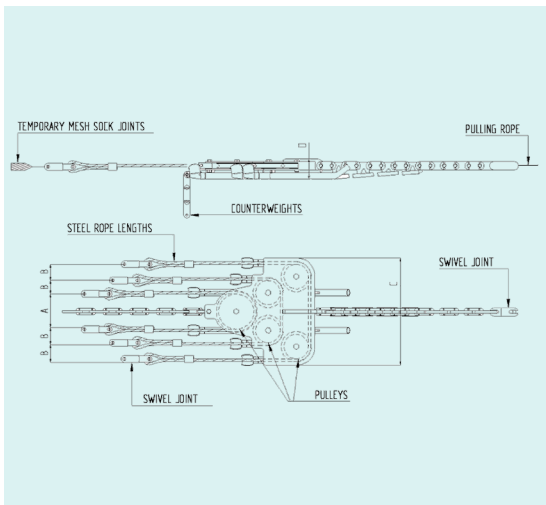 TEMPORARY MESH SOCK JOINTS
PULLING ROPE
D
COUNTERWEIGHTS
STEEL ROPE LENGTHS
SWIVEL JOINT
B
B
A
B
B
C
PULLEYS
SWIVEL JOINT